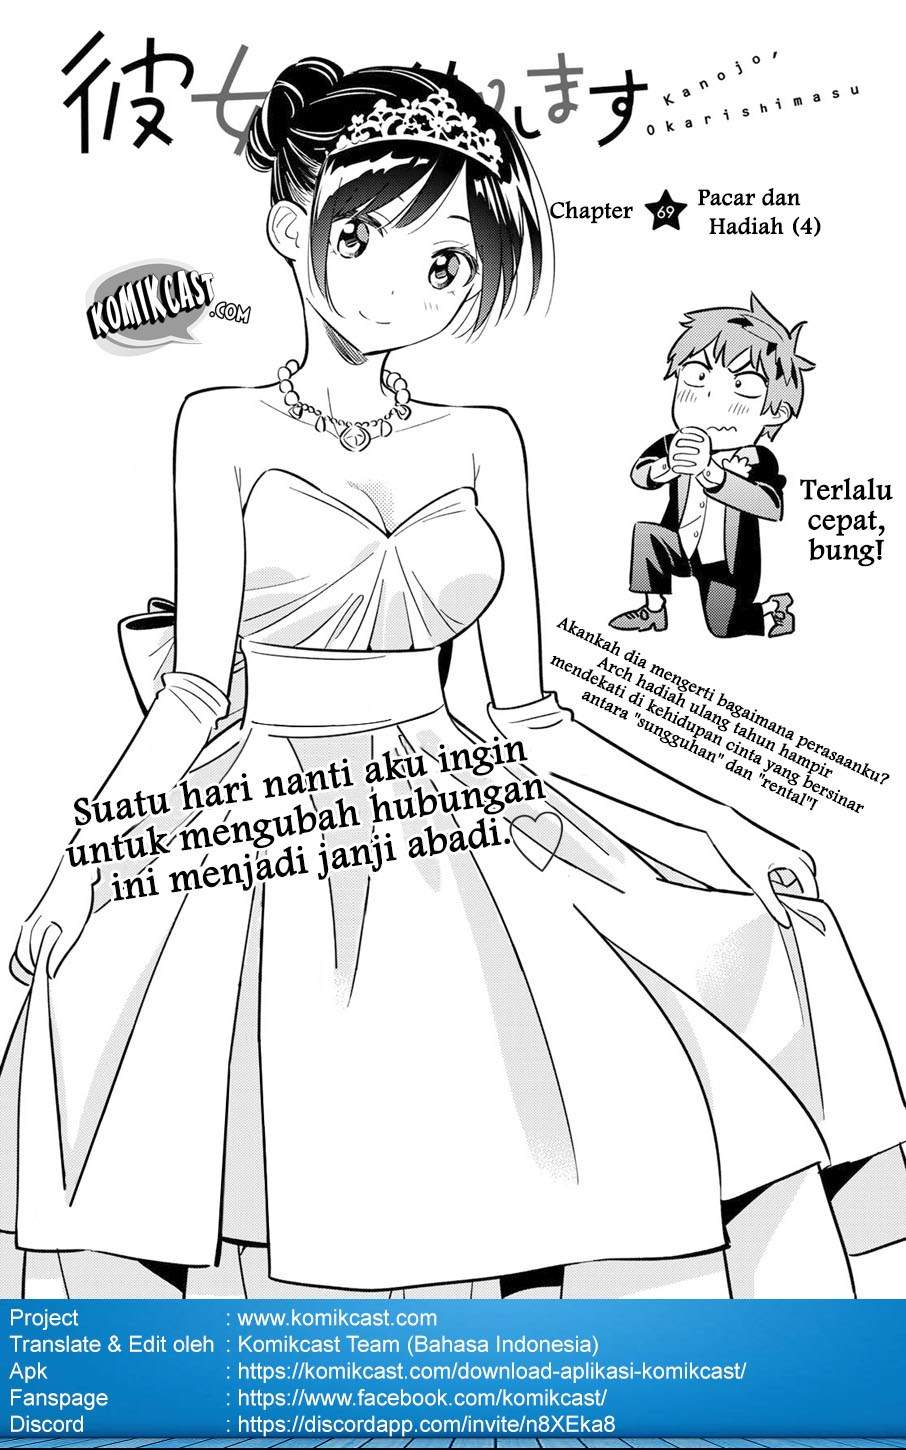 彼女 します
Kanojo,
Okarishimasu
Chapter 69 Pacar dan
Hadiah (4)
KOMIKCAST
.COM
Terlalu
cepat,
bung!
Akankah dia mengerti bagaimana perasaanku?
Arch hadiah ulang tahun hampir
mendekati di kehidupan cinta yang bersinar
antara "sungguhan" dan "rental"!
Suatu hari nanti aku ingin
untuk mengubah hubungan
ini menjadi janji abadi.
Project : www.komikcast.com
Translate & Edit oleh : Komikcast Team (Bahasa Indonesia)
Apk : https://komikcast.com/download-aplikasi-komikcast/
Fanspage : https://www.facebook.com/komikcast/
Discord : https://discordapp.com/invite/n8XEka8